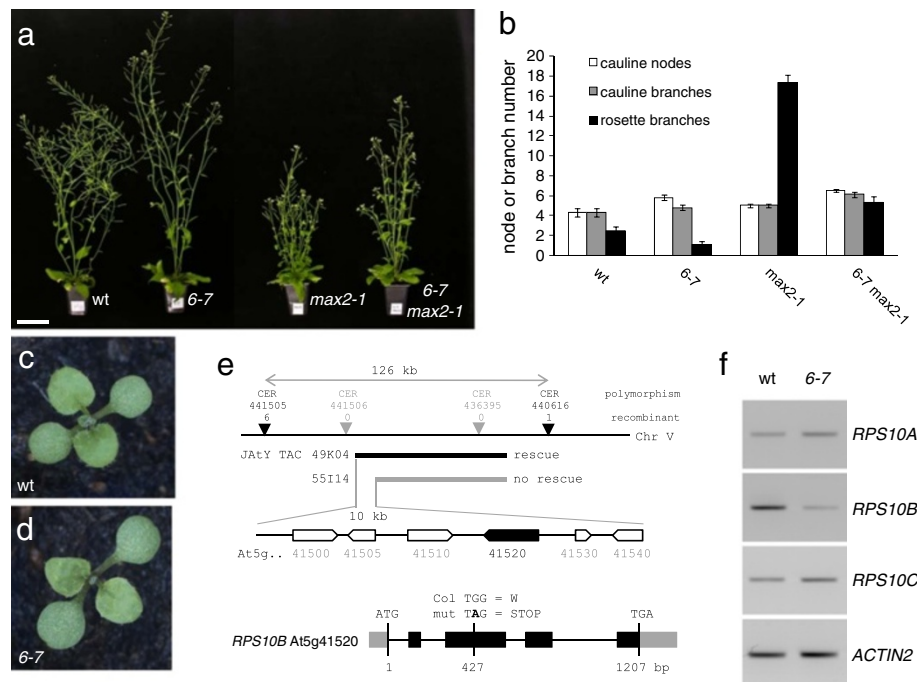 a
wt
6-7
max2-1
6-7
max2-1
b
node or branch number
20
18
16
14
12
10
8
6
4
2
0
cauline nodes
cauline branches
rosette branches
wt
6-7
max2-1
6-7 max2-1
c
wt
d
6-7
e
126 kb
CER 441505 6
CER 441506 0
CER 436395 0
CER 440616 1
polymorphism
recombinant
Chr V
JAtY TAC 49K04
rescue
55I14
no rescue
10 kb
At5g.. 41500 41505 41510 41520 41530 41540
Col TGG = W
ATG mut TAG = STOP TGA
RPS10B At5g41520
1 427 1207 bp
f
wt 6-7
RPS10A
RPS10B
RPS10C
ACTIN2